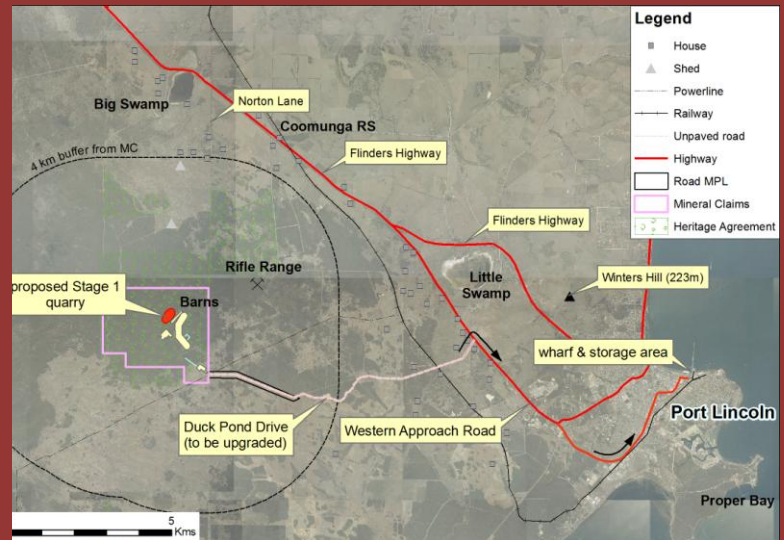 Legend
House
Shed
Powerline
Railway
Unpaved road
Highway
Road MPL
Mineral Claims
Heritage Agreement
Big Swamp
Norton Lane
Coomunga RS
4 km buffer from MC
Flinders Highway
Flinders Highway
Rifle Range
Little
Swamp
Winters Hill (223m)
proposed Stage 1
quarry
Barns
wharf & storage area
Port Lincoln
Duck Pond Drive
(to be upgraded)
Western Approach Road
Proper Bay
5
Kms